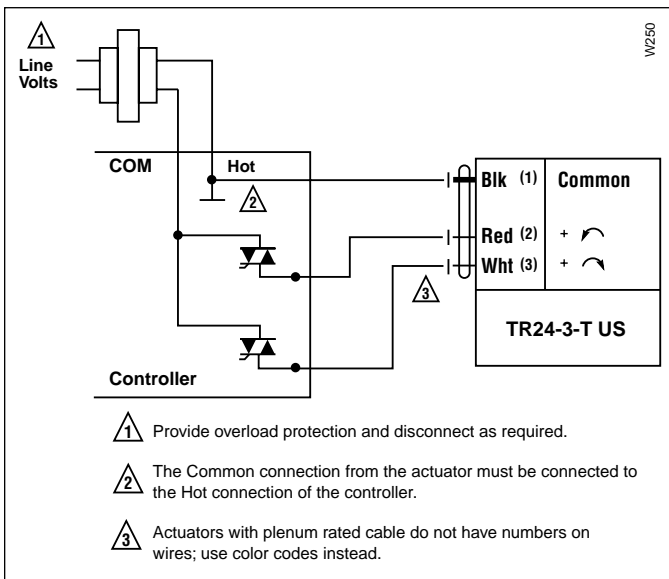 W250
1
Line
Volts
COM Hot
2
Blk (1) Common
Red (2) +
Wht (3) +
3
TR24-3-T US
Controller
1 Provide overload protection and disconnect as required.
2 The Common connection from the actuator must be connected to
the Hot connection of the controller.
3 Actuators with plenum rated cable do not have numbers on
wires; use color codes instead.